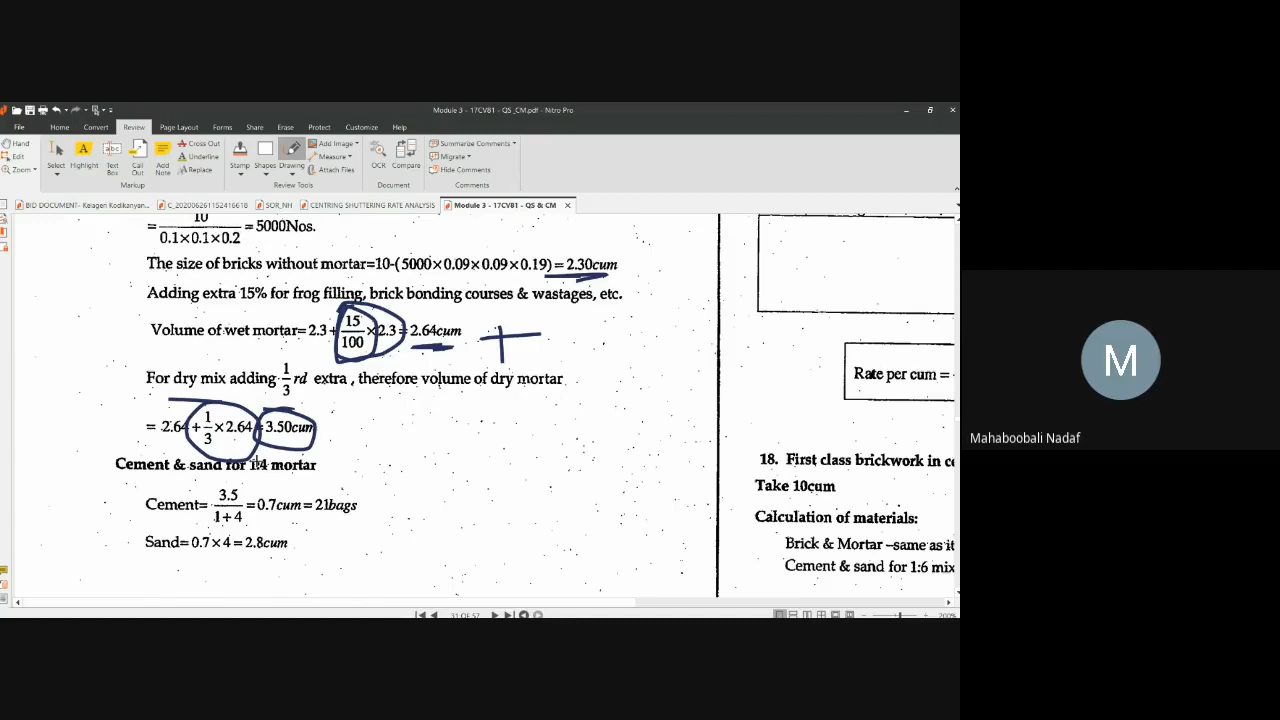 Module 3 - 17CV81 - QS_CM.pdf - Nitro Pro
File Home Convert Review Page Layout Forms Share Erase Protect Customize Help
Hand
Edit
Zoom
Select Highlight Text Box Call Out Add Note
Cross Out
Underline
Replace
Markup
Stamp Shapes Drawing
Add Image
Measure
Attach Files
Review Tools
OCR Compare
Document
Summarize Comments
Migrate
Hide Comments
Comments
BID DOCUMENT- Kelagen Kodikanyan... C_202006261152416618 SOR_NH CENTRING SHUTTERING RATE ANALYSIS Module 3 - 17CV81 - QS & CM
= 10 / 0.1×0.1×0.2 = 5000Nos.
The size of bricks without mortar=10-(5000×0.09×0.09×0.19) = 2.30cum
Adding extra 15% for frog filling, brick bonding courses & wastages, etc.
Volume of wet mortar= 2.3 + 15/100 × 2.3 = 2.64cum
For dry mix adding 1/3 rd extra , therefore volume of dry mortar
= 2.64 + 1/3 × 2.64 = 3.50cum
Cement & sand for 1:4 mortar
Cement= 3.5 / 1+4 = 0.7cum = 21bags
Sand= 0.7 × 4 = 2.8cum
Rate per cum =
18. First class brickwork in
Take 10cum
Calculation of materials:
Brick & Mortar –same as
Cement & sand for 1:6 mix
31 OF 57
200%
M
Mahaboobali Nadaf